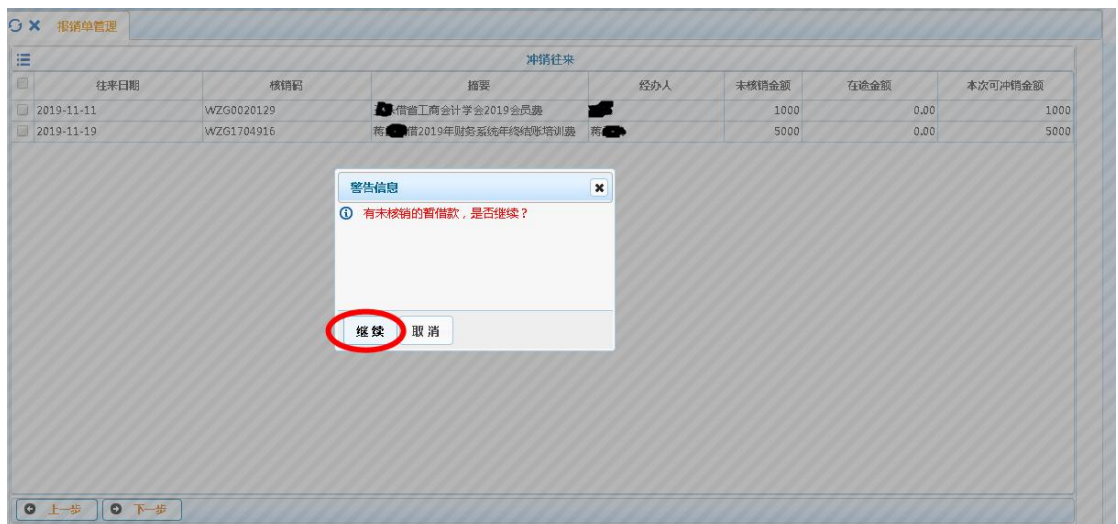 报销单管理
冲销往来
往来日期 核销码 摘要 经办人 未核销金额 在途金额 本次可冲销金额
2019-11-11 WZG0020129 借省工商会计学会2019会员费 1000 0.00 1000
2019-11-19 WZG1704916 蒋 借2019年财务系统年终结账培训费 蒋 5000 0.00 5000
警告信息
有未核销的暂借款，是否继续？
继续 取消
上一步 下一步